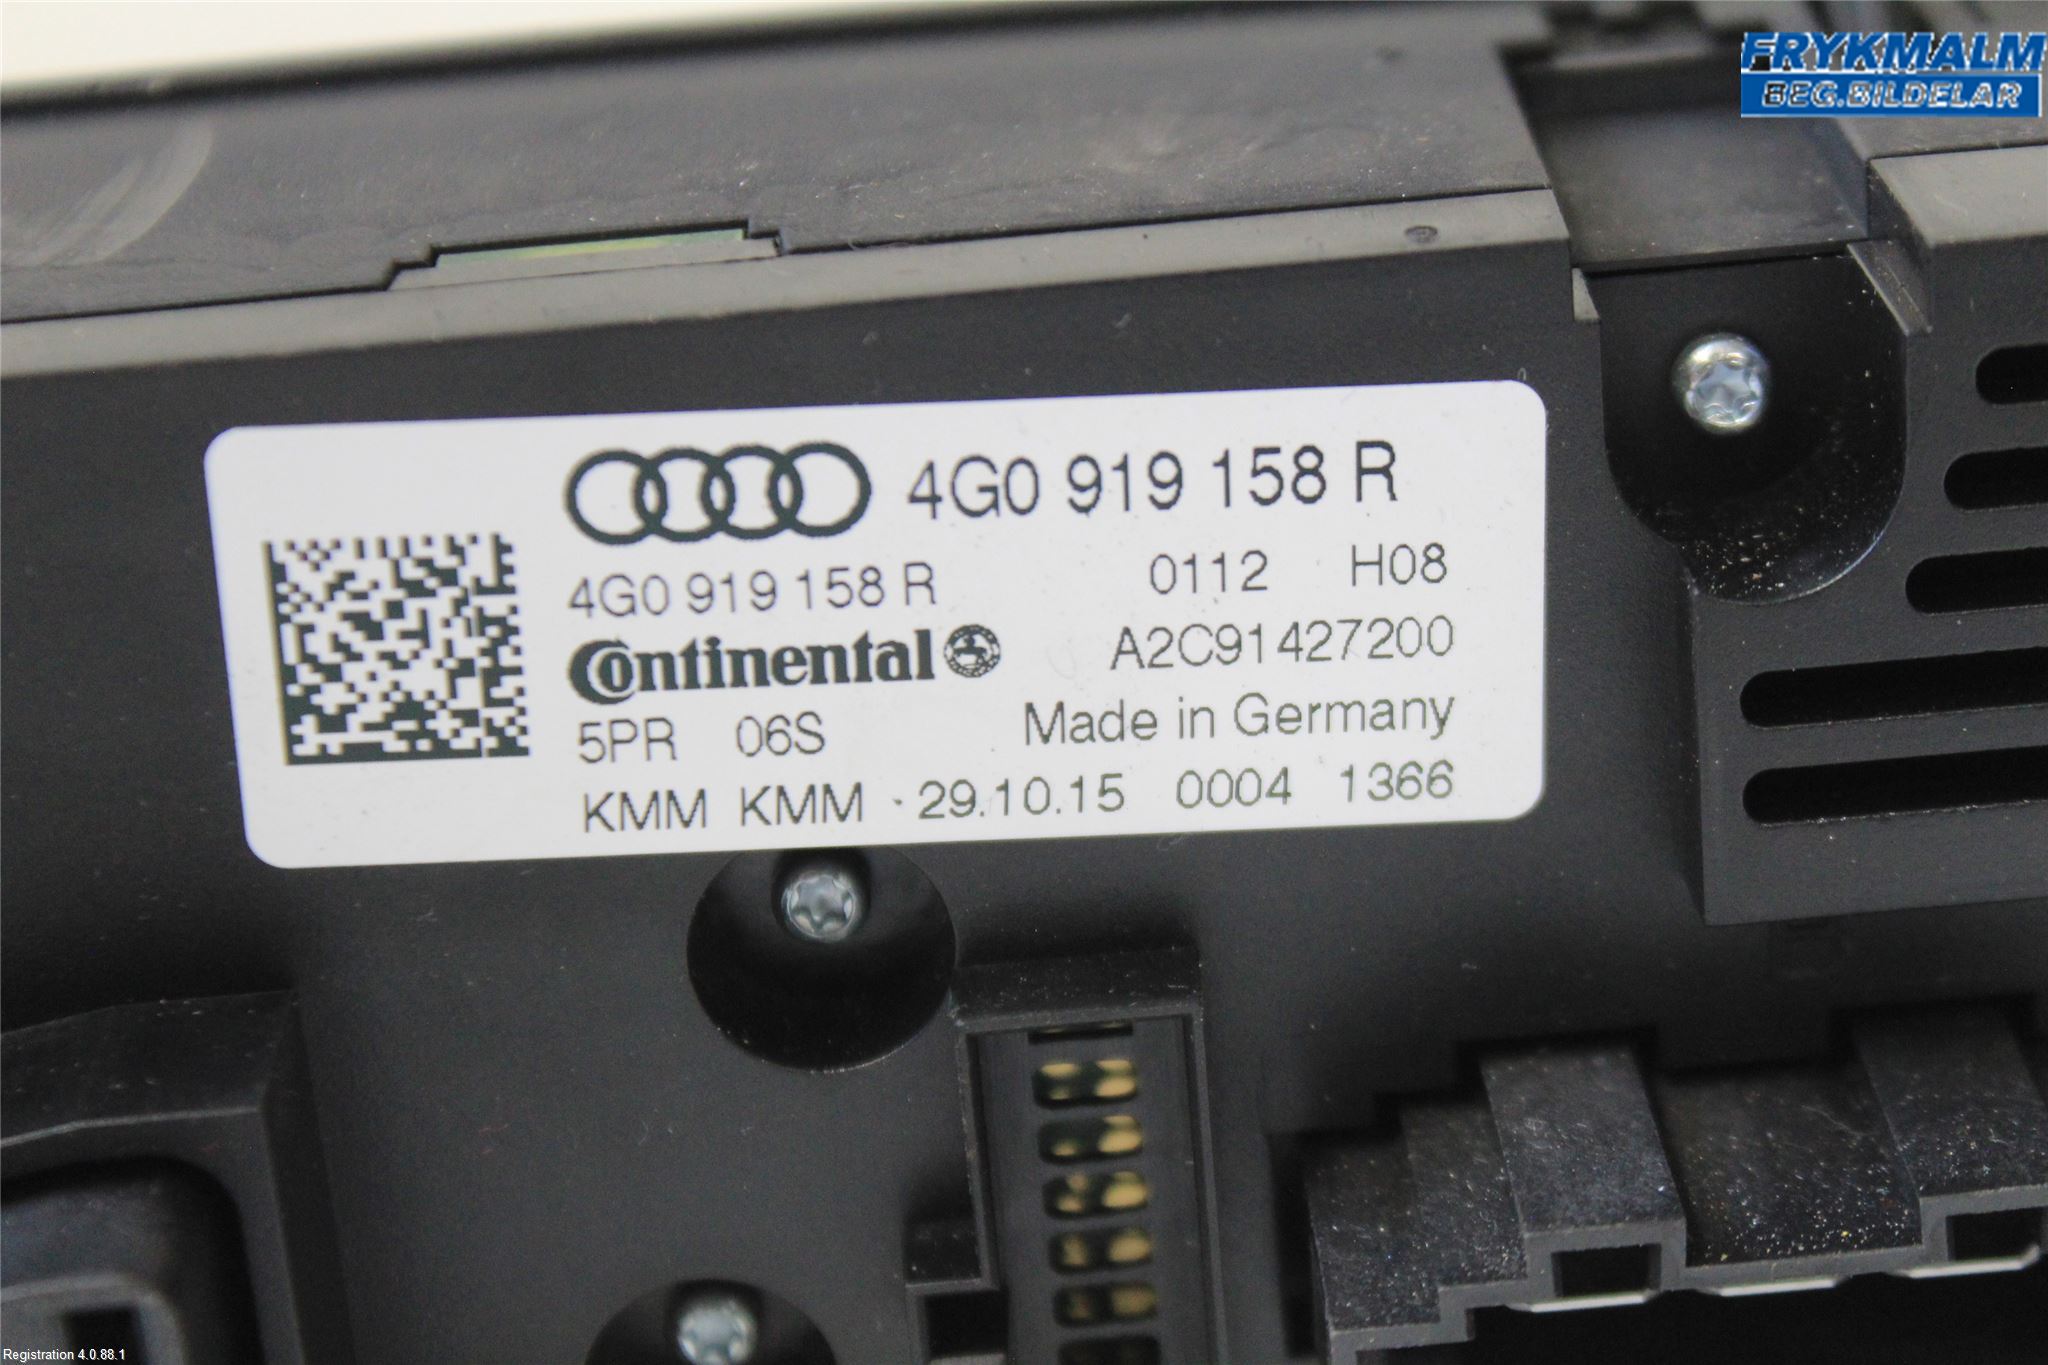 FRYKMALM
BEG.BILDELAR
4G0 919 158 R
4G0 919 158 R 0112 H08
Continental A2C91427200
5PR 06S Made in Germany
KMM KMM · 29.10.15 0004 1366
Registration 4.0.88.1